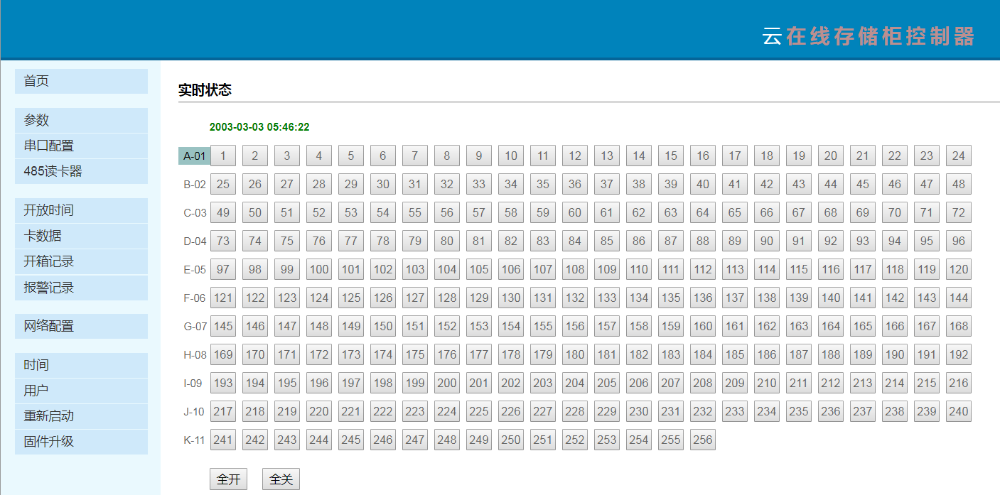 云在线存储柜控制器
首页
参数
串口配置
485读卡器
开放时间
卡数据
开箱记录
报警记录
网络配置
时间
用户
重新启动
固件升级
实时状态
2003-03-03 05:46:22
A-01 1 2 3 4 5 6 7 8 9 10 11 12 13 14 15 16 17 18 19 20 21 22 23 24
B-02 25 26 27 28 29 30 31 32 33 34 35 36 37 38 39 40 41 42 43 44 45 46 47 48
C-03 49 50 51 52 53 54 55 56 57 58 59 60 61 62 63 64 65 66 67 68 69 70 71 72
D-04 73 74 75 76 77 78 79 80 81 82 83 84 85 86 87 88 89 90 91 92 93 94 95 96
E-05 97 98 99 100 101 102 103 104 105 106 107 108 109 110 111 112 113 114 115 116 117 118 119 120
F-06 121 122 123 124 125 126 127 128 129 130 131 132 133 134 135 136 137 138 139 140 141 142 143 144
G-07 145 146 147 148 149 150 151 152 153 154 155 156 157 158 159 160 161 162 163 164 165 166 167 168
H-08 169 170 171 172 173 174 175 176 177 178 179 180 181 182 183 184 185 186 187 188 189 190 191 192
I-09 193 194 195 196 197 198 199 200 201 202 203 204 205 206 207 208 209 210 211 212 213 214 215 216
J-10 217 218 219 220 221 222 223 224 225 226 227 228 229 230 231 232 233 234 235 236 237 238 239 240
K-11 241 242 243 244 245 246 247 248 249 250 251 252 253 254 255 256
全开 全关